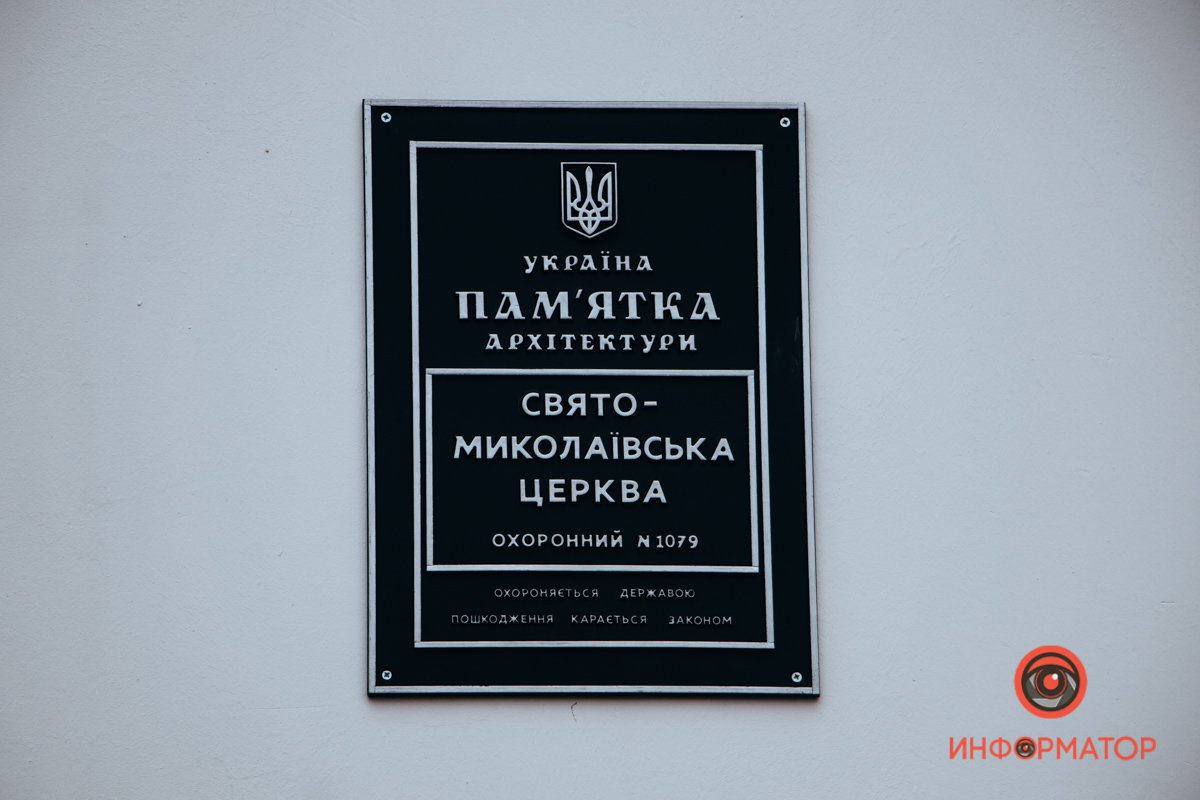 УКРАЇНА
ПАМ'ЯТКА
АРХІТЕКТУРИ
СВЯТО-
МИКОЛАЇВСЬКА
ЦЕРКВА
ОХОРОННИЙ N 1079
ОХОРОНЯЄТЬСЯ ДЕРЖАВОЮ
ПОШКОДЖЕННЯ КАРАЄТЬСЯ ЗАКОНОМ
ИНФОРМАТОР